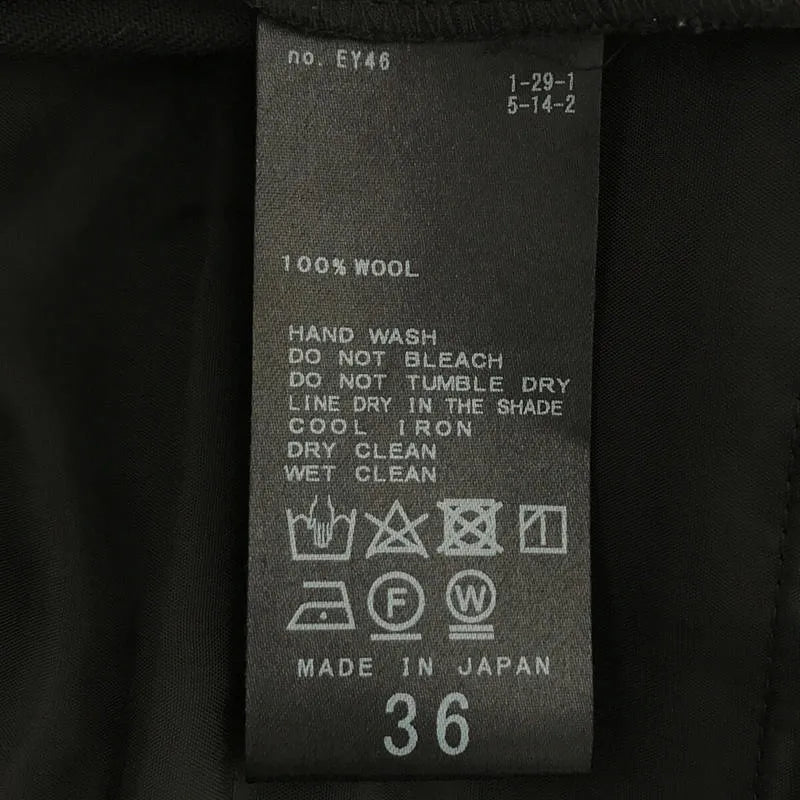 no. EY46
1-29-1
5-14-2
100% WOOL
HAND WASH
DO NOT BLEACH
DO NOT TUMBLE DRY
LINE DRY IN THE SHADE
COOL IRON
DRY CLEAN
WET CLEAN
F W
MADE IN JAPAN
36